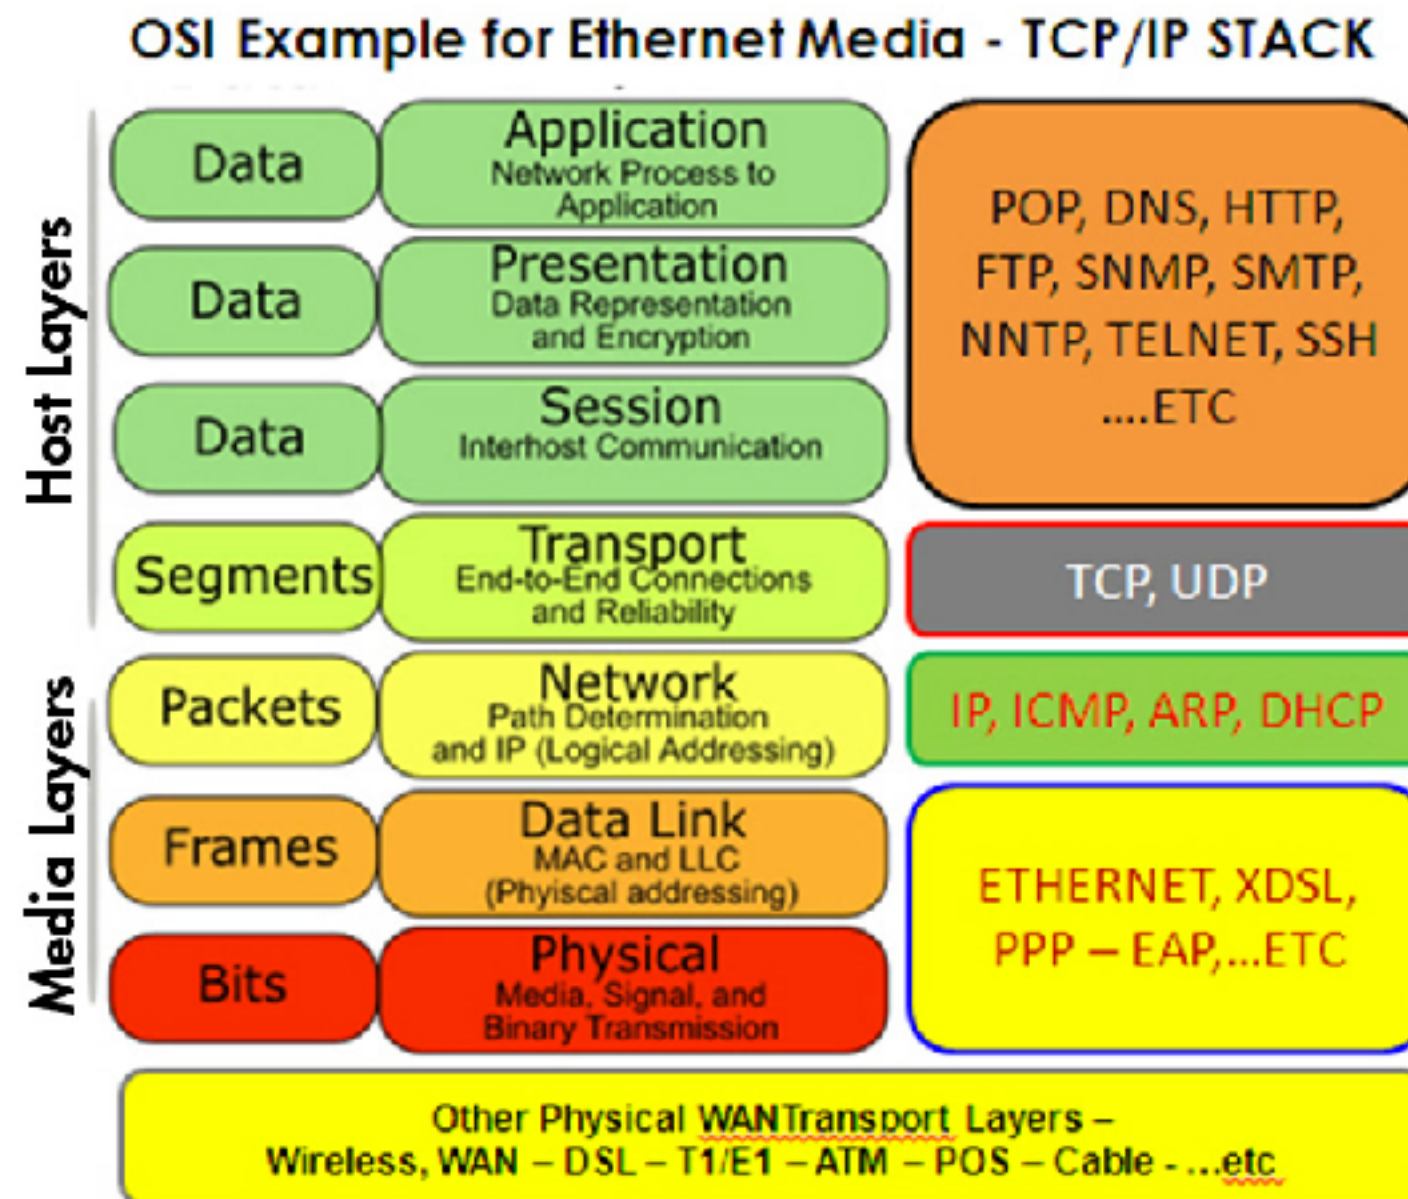 OSI Example for Ethernet Media - TCP/IP STACK
Host Layers
Data
Application
Network Process to
Application
Data
Presentation
Data Representation
and Encryption
Data
Session
Interhost Communication
POP, DNS, HTTP,
FTP, SNMP, SMTP,
NNTP, TELNET, SSH
....ETC
Segments
Transport
End-to-End Connections
and Reliability
TCP, UDP
Media Layers
Packets
Network
Path Determination
and IP (Logical Addressing)
IP, ICMP, ARP, DHCP
Frames
Data Link
MAC and LLC
(Phyiscal addressing)
Bits
Physical
Media, Signal, and
Binary Transmission
ETHERNET, XDSL,
PPP – EAP,...ETC
Other Physical WANTransport Layers –
Wireless, WAN – DSL – T1/E1 – ATM – POS – Cable - ...etc